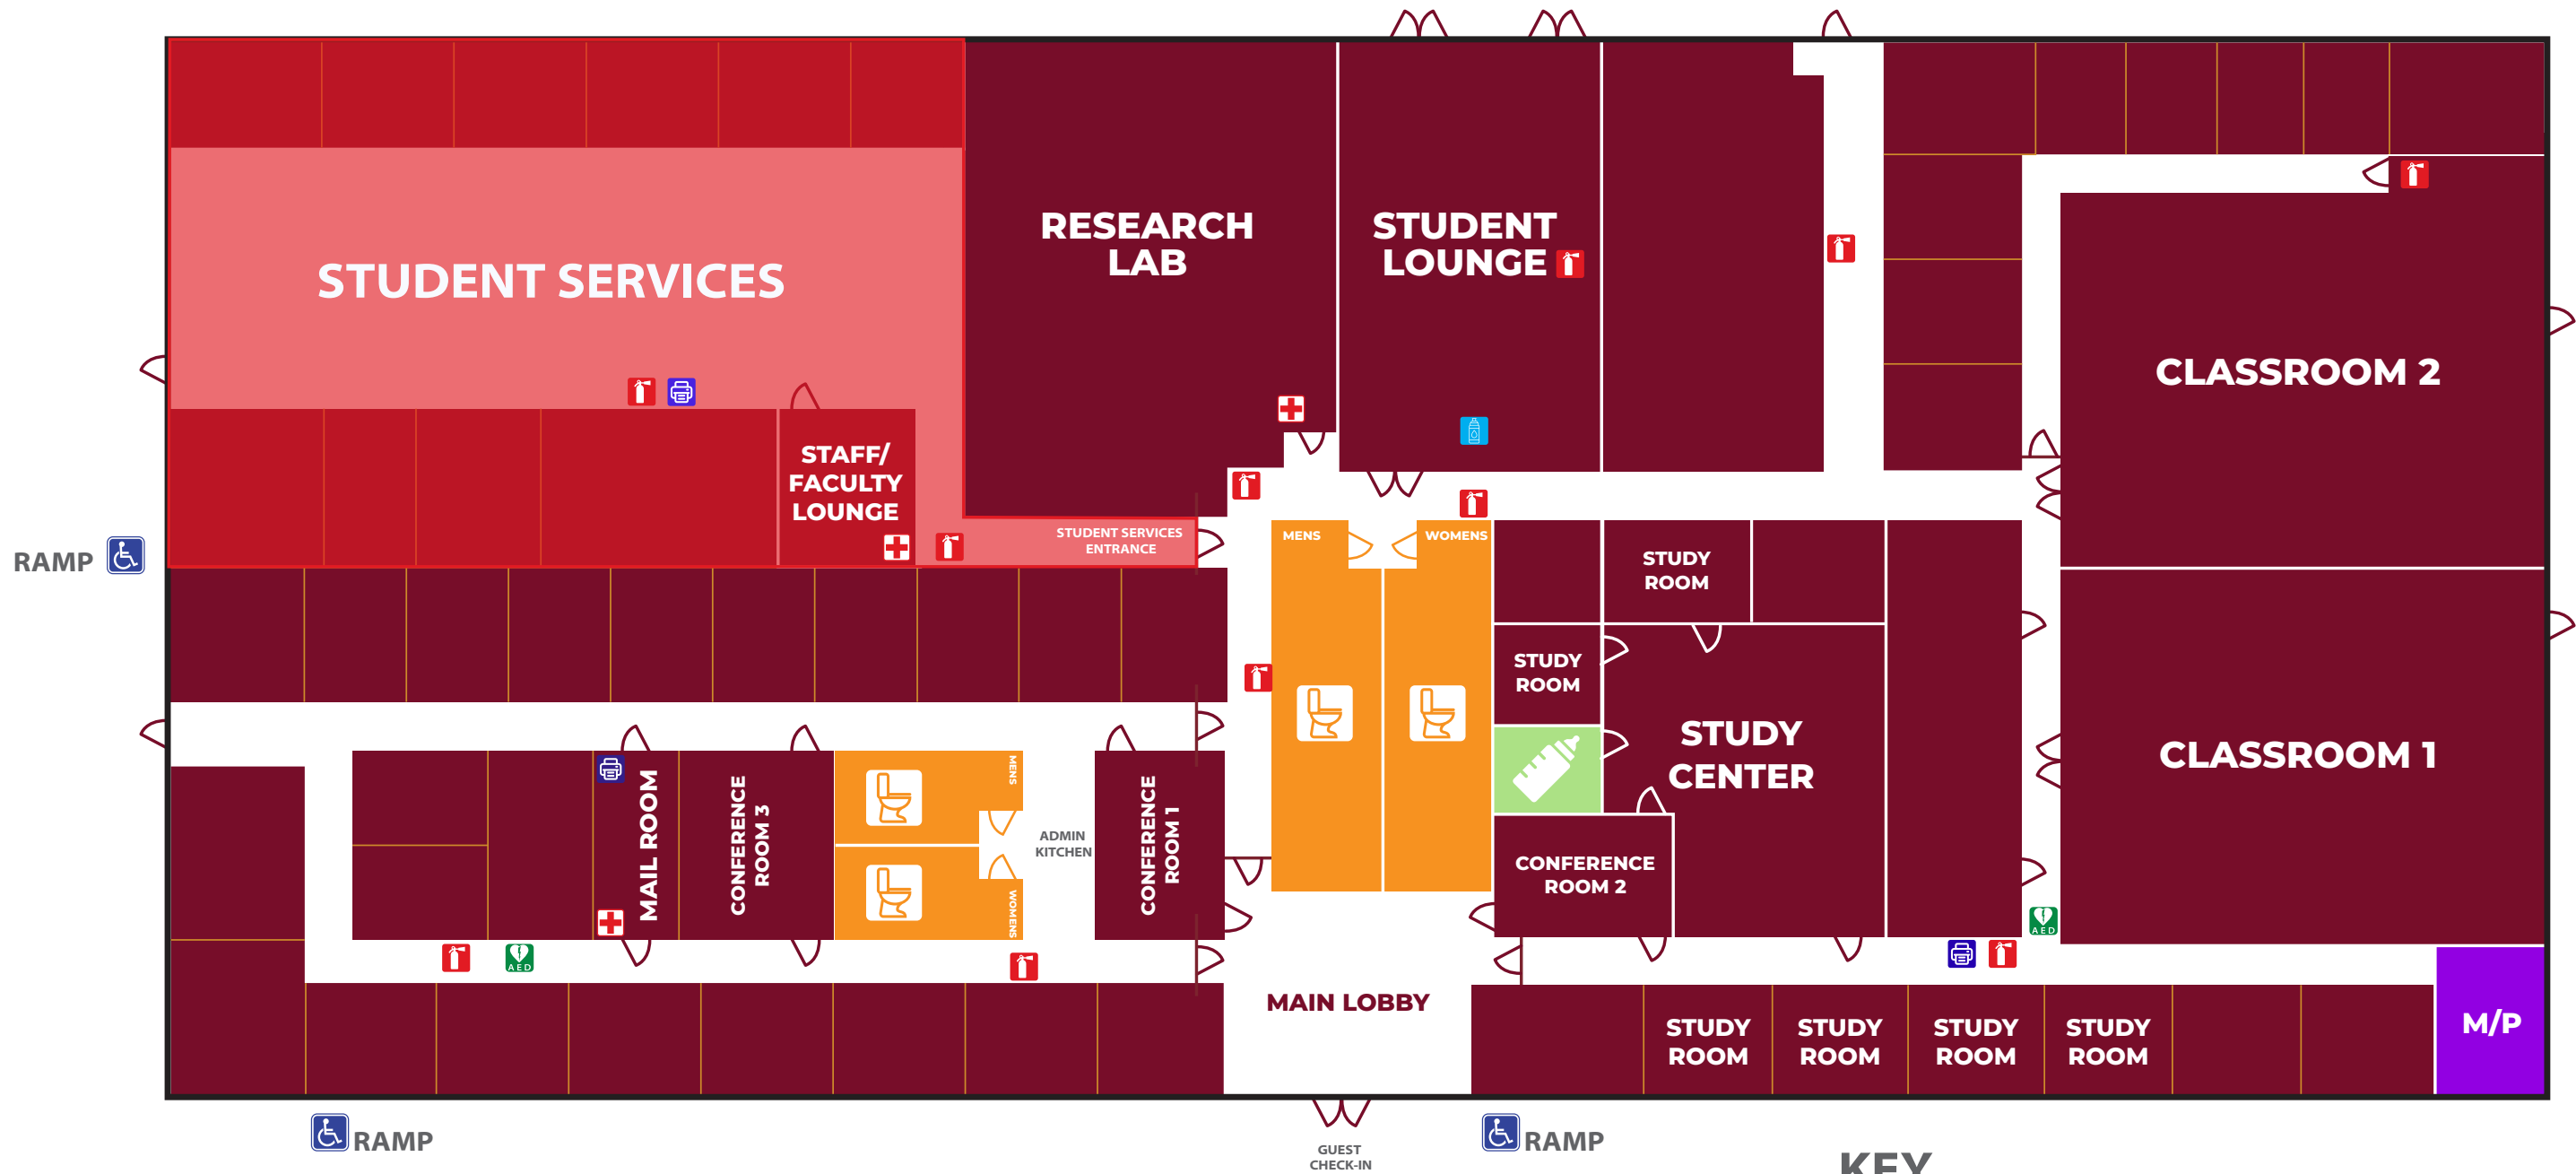 RESEARCH
LAB
STUDENT
LOUNGE
STUDENT SERVICES
CLASSROOM 2
STAFF/
FACULTY
LOUNGE
STUDENT SERVICES
ENTRANCE
MENS
WOMENS
RAMP
STUDY
ROOM
STUDY
ROOM
STUDY
CENTER
CLASSROOM 1
MAIL ROOM
CONFERENCE
ROOM 3
MENS
WOMENS
ADMIN
KITCHEN
CONFERENCE
ROOM 1
CONFERENCE
ROOM 2
AED
AED
MAIN LOBBY
STUDY
ROOM
STUDY
ROOM
STUDY
ROOM
STUDY
ROOM
M/P
RAMP
GUEST
CHECK-IN
RAMP
KEY